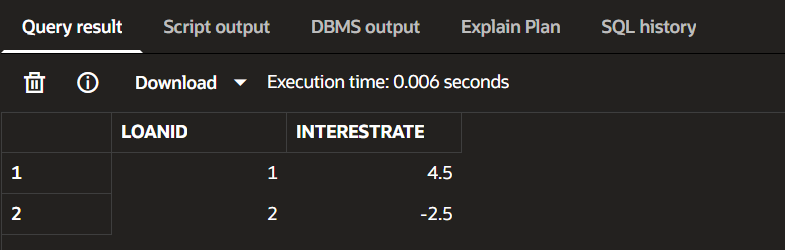 Query result Script output DBMS output Explain Plan SQL history
Download Execution time: 0.006 seconds
LOANID INTERESTRATE
1 1 4.5
2 2 -2.5